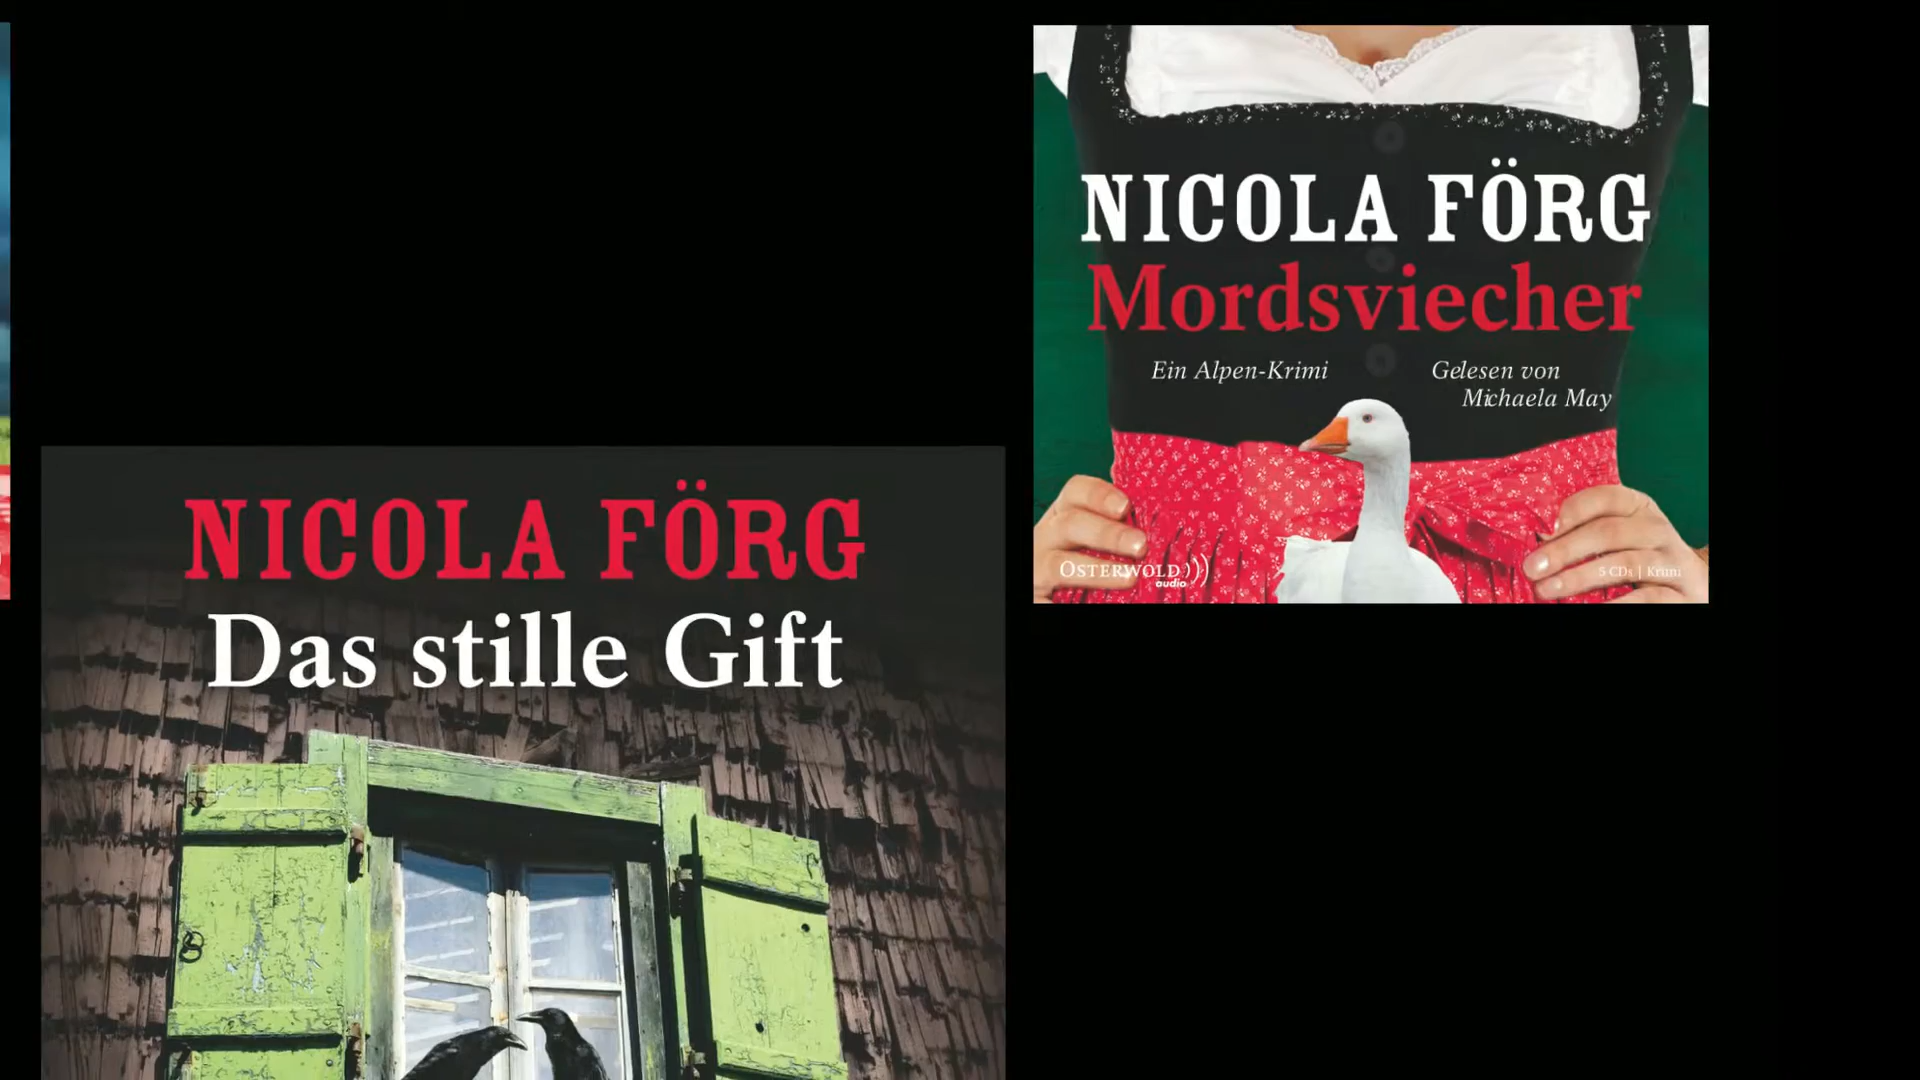 NICOLA FÖRG
Mordsviecher
Ein Alpen-Krimi
Gelesen von
Michaela May
OSTERWOLD)))
audio
5 CDs | Krimi
NICOLA FÖRG
Das stille Gift